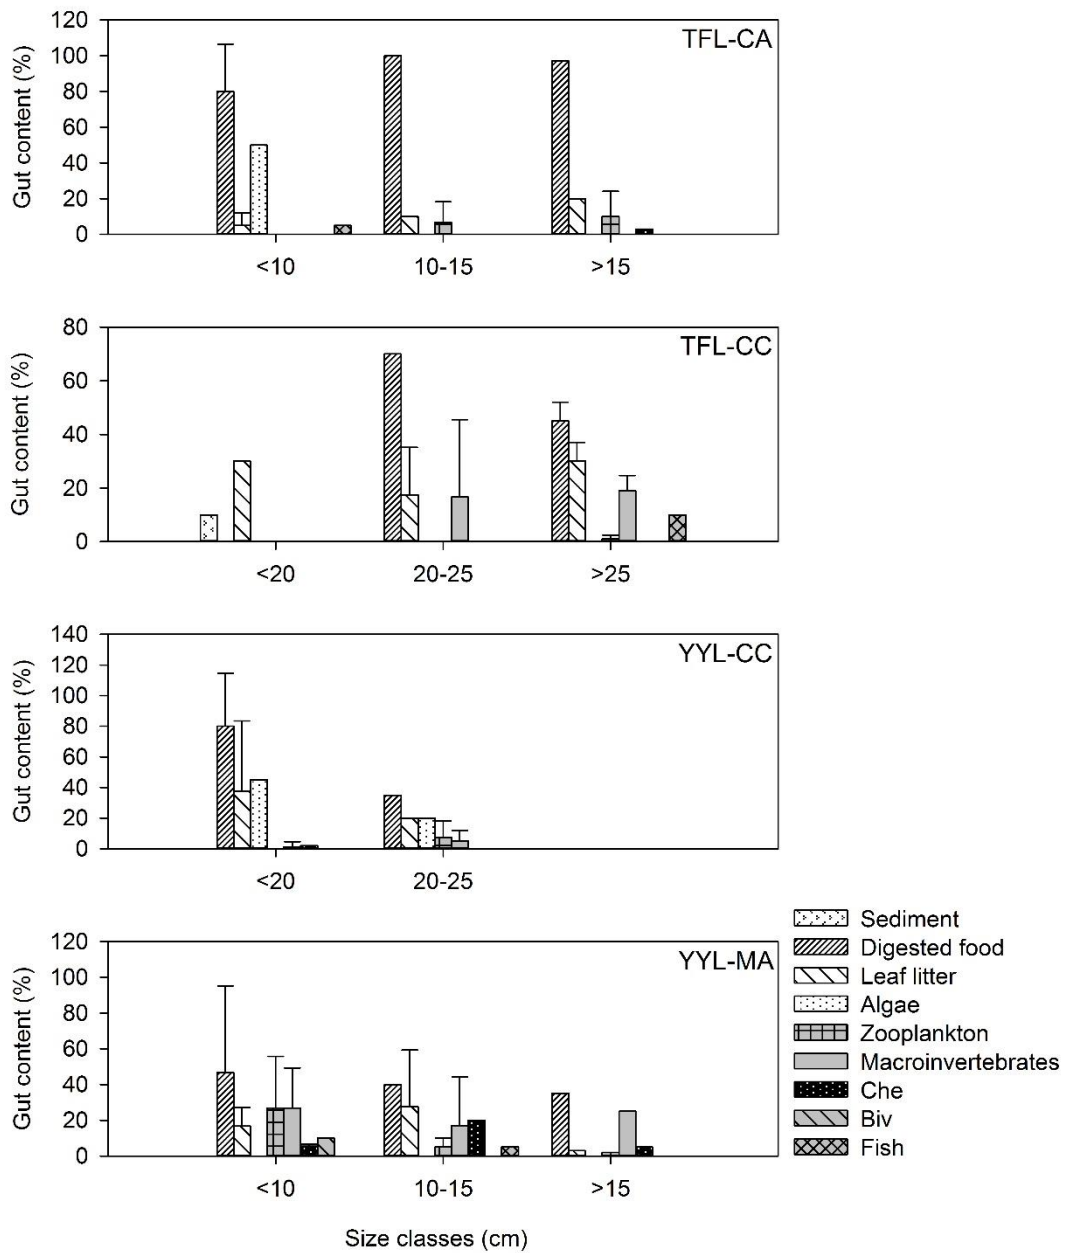 TFL-CA
Gut content (%)
120
100
80
60
40
20
0
<10
10-15
>15
TFL-CC
Gut content (%)
80
60
40
20
0
<20
20-25
>25
YYL-CC
Gut content (%)
140
120
100
80
60
40
20
0
<20
20-25
YYL-MA
Gut content (%)
120
100
80
60
40
20
0
<10
10-15
>15
Size classes (cm)
Sediment
Digested food
Leaf litter
Algae
Zooplankton
Macroinvertebrates
Che
Biv
Fish